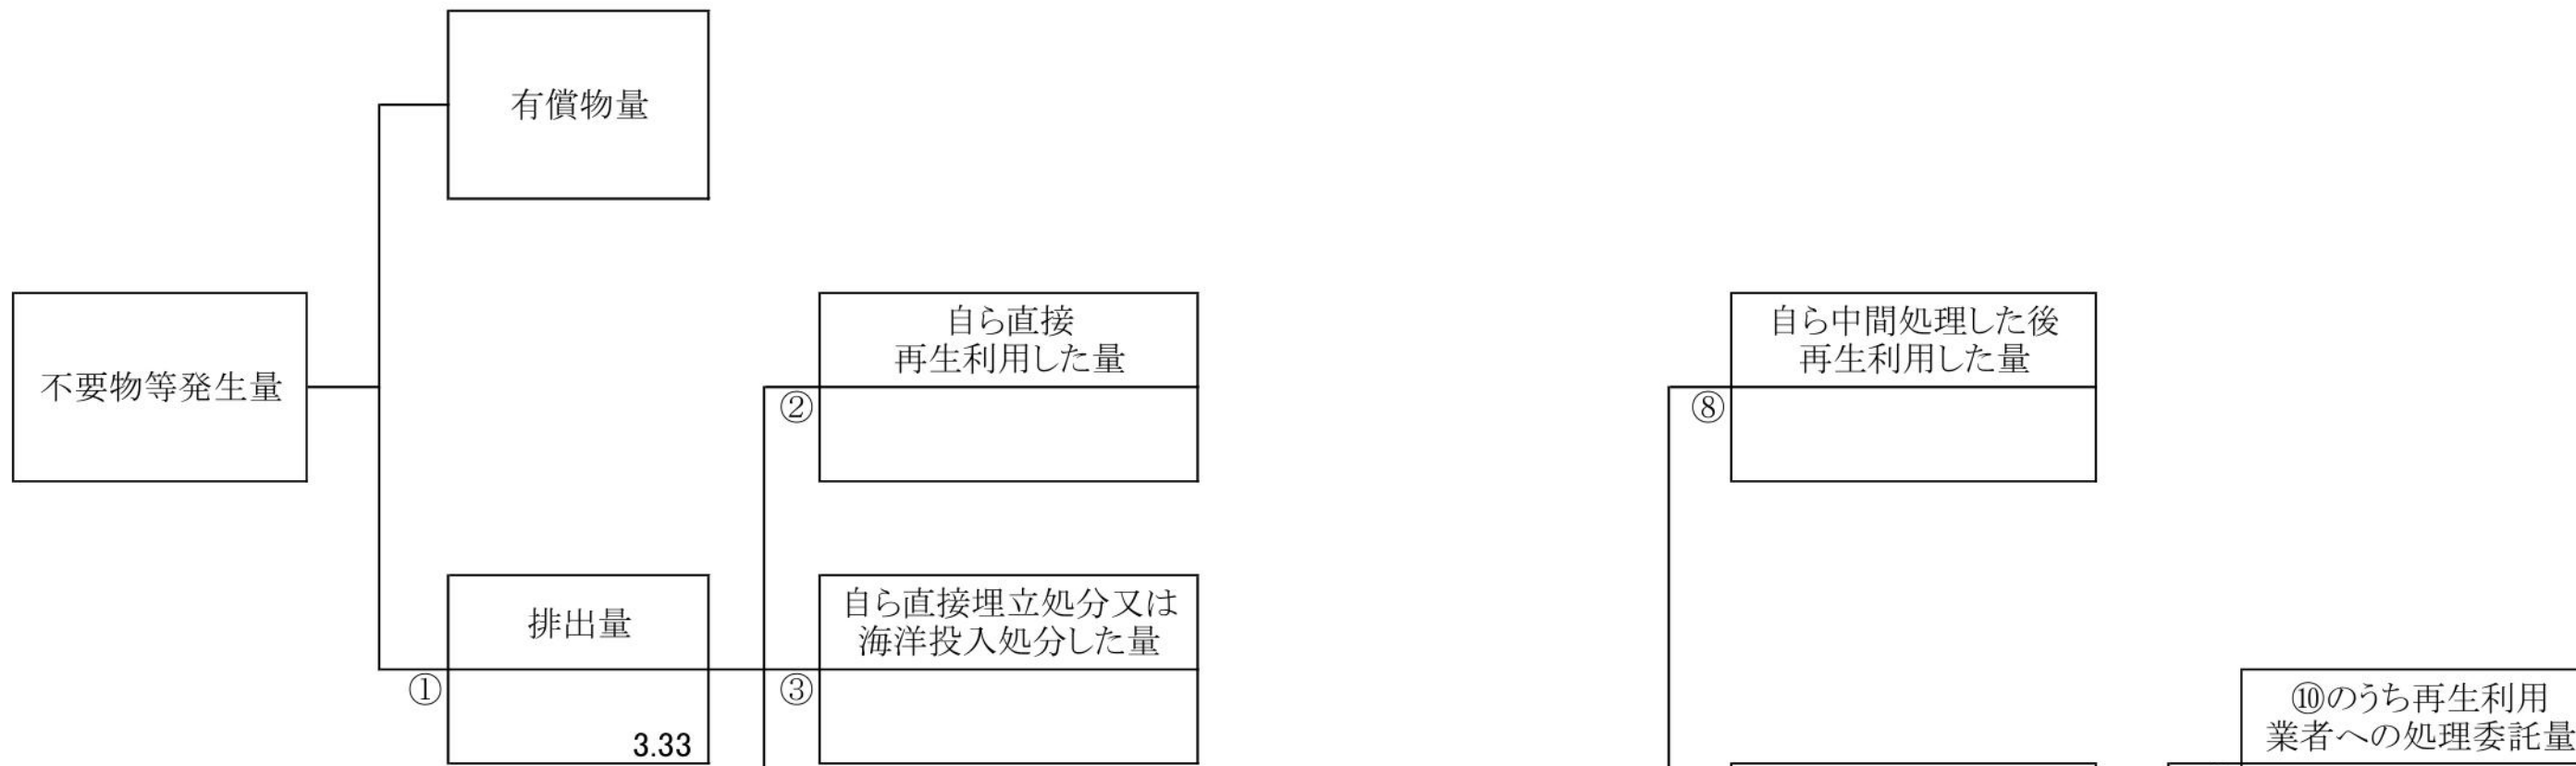 有償物量
不要物等発生量
自ら直接
再生利用した量
②
自ら中間処理した後
再生利用した量
⑧
排出量
①
3.33
自ら直接埋立処分又は
海洋投入処分した量
③
⑩のうち再生利用
業者への処理委託量